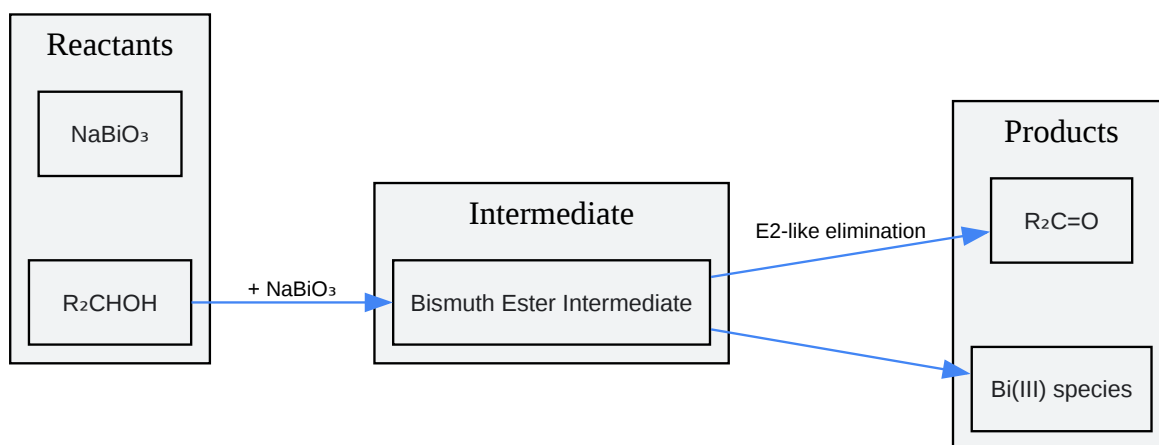 Reactants
NaBiO₃
R₂CHOH
+ NaBiO₃
Intermediate
Bismuth Ester Intermediate
E2-like elimination
Products
R₂C=O
Bi(III) species